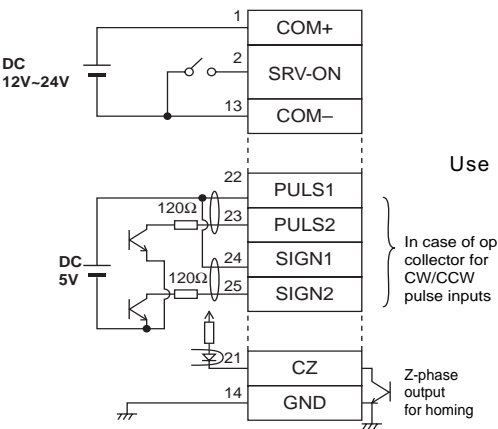 1
COM+
DC
12V~24V
2
SRV-ON
13
COM–
Use
22
PULS1
120Ω
23
PULS2
24
SIGN1
DC
5V
120Ω
25
SIGN2
In case of op
collector for
CW/CCW
pulse inputs
21
CZ
14
GND
Z-phase
output
for homing